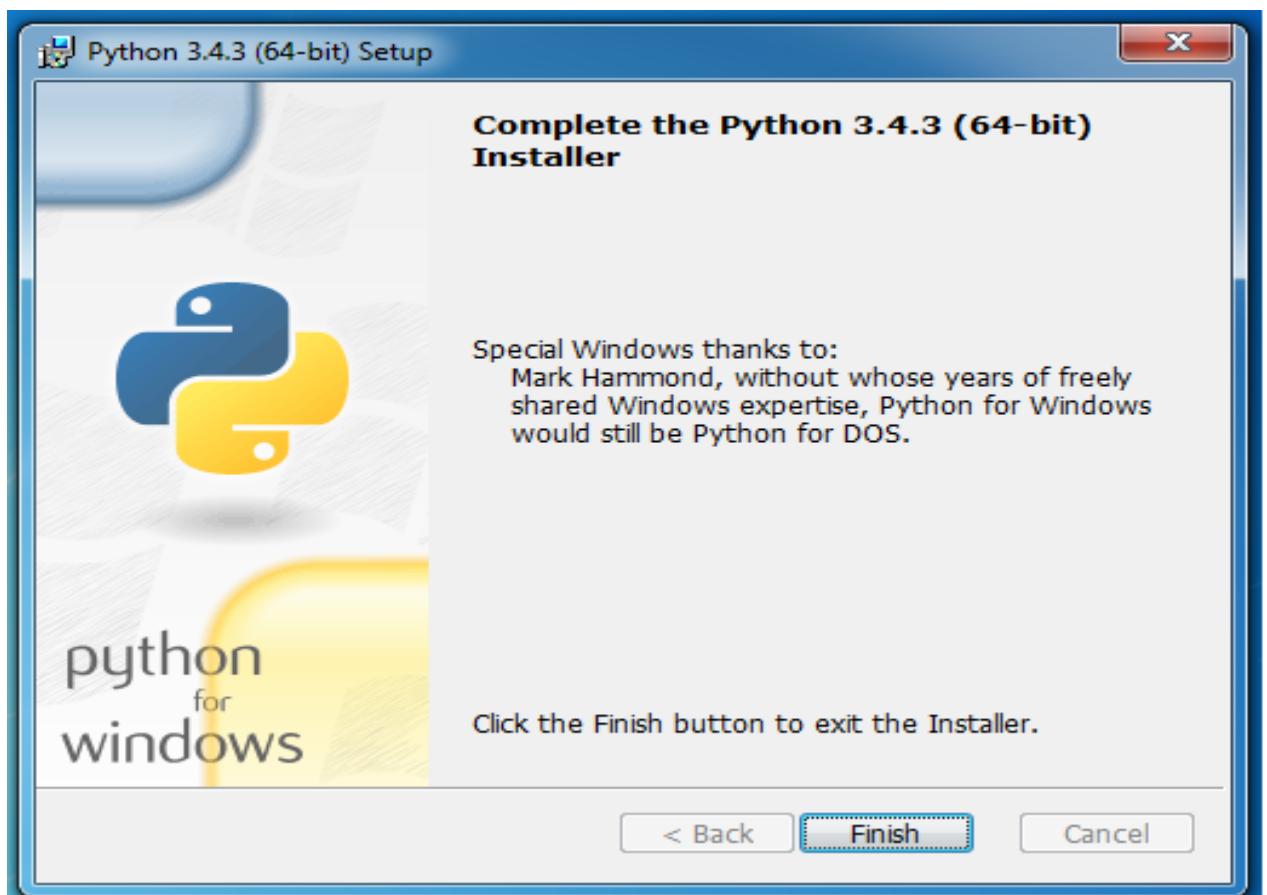 Python 3.4.3 (64-bit) Setup
Complete the Python 3.4.3 (64-bit)
Installer
Special Windows thanks to:
Mark Hammond, without whose years of freely
shared Windows expertise, Python for Windows
would still be Python for DOS.
python
for
windows
Click the Finish button to exit the Installer.
< Back
Finish
Cancel